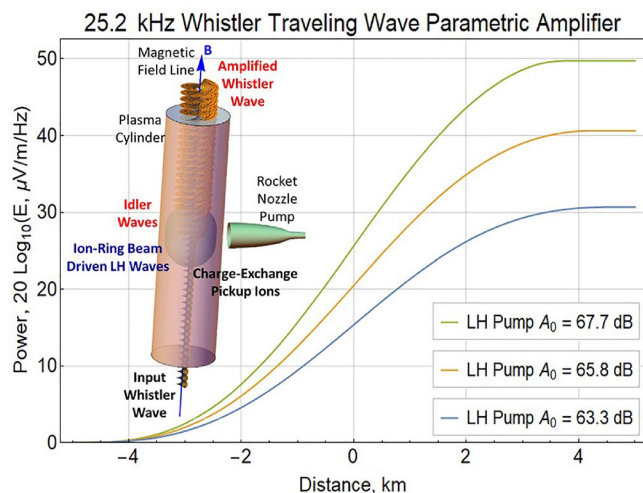 25.2 kHz Whistler Traveling Wave Parametric Amplifier
Power, 20 Log10(E, μV/m/Hz)
50
40
30
20
10
0
Magnetic
Field Line
B
Amplified
Whistler
Wave
Plasma
Cylinder
Idler
Waves
Ion-Ring Beam
Driven LH Waves
Rocket
Nozzle
Pump
Charge-Exchange
Pickup Ions
Input
Whistler
Wave
LH Pump A0 = 67.7 dB
LH Pump A0 = 65.8 dB
LH Pump A0 = 63.3 dB
-4 -2 0 2 4
Distance, km